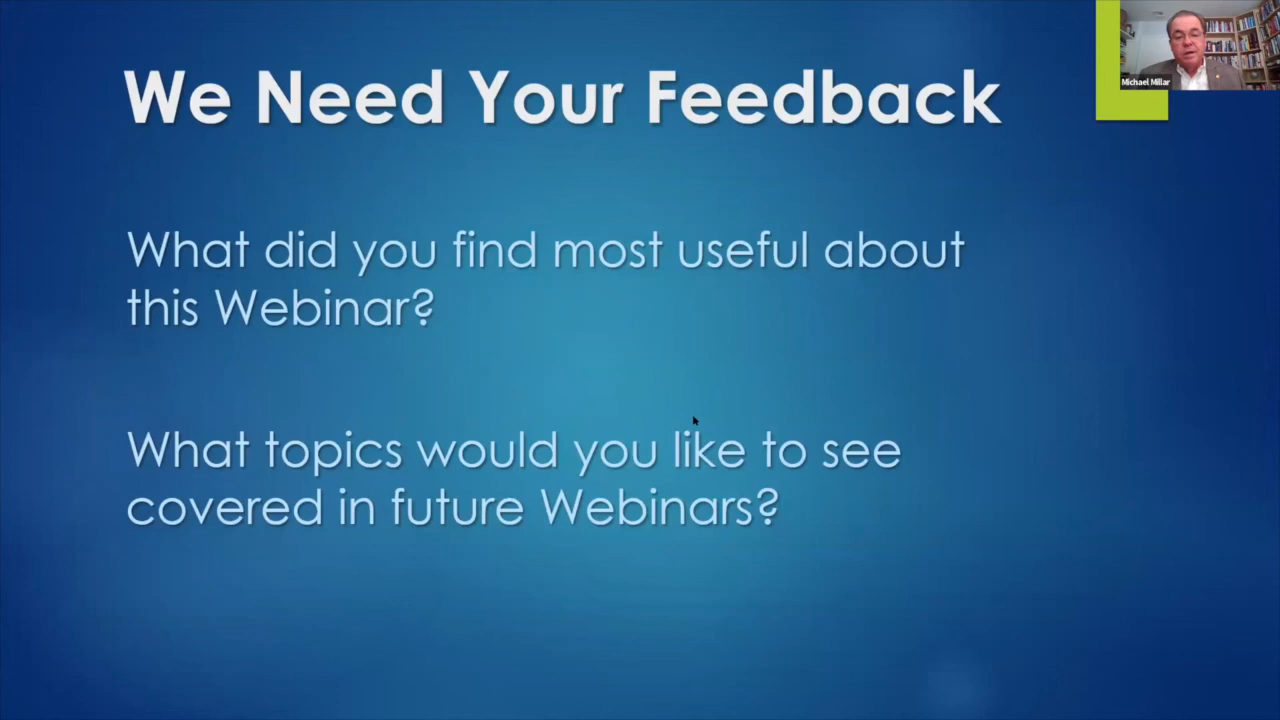 We Need Your Feedback
Michael Millar
What did you find most useful about
this Webinar?
What topics would you like to see
covered in future Webinars?